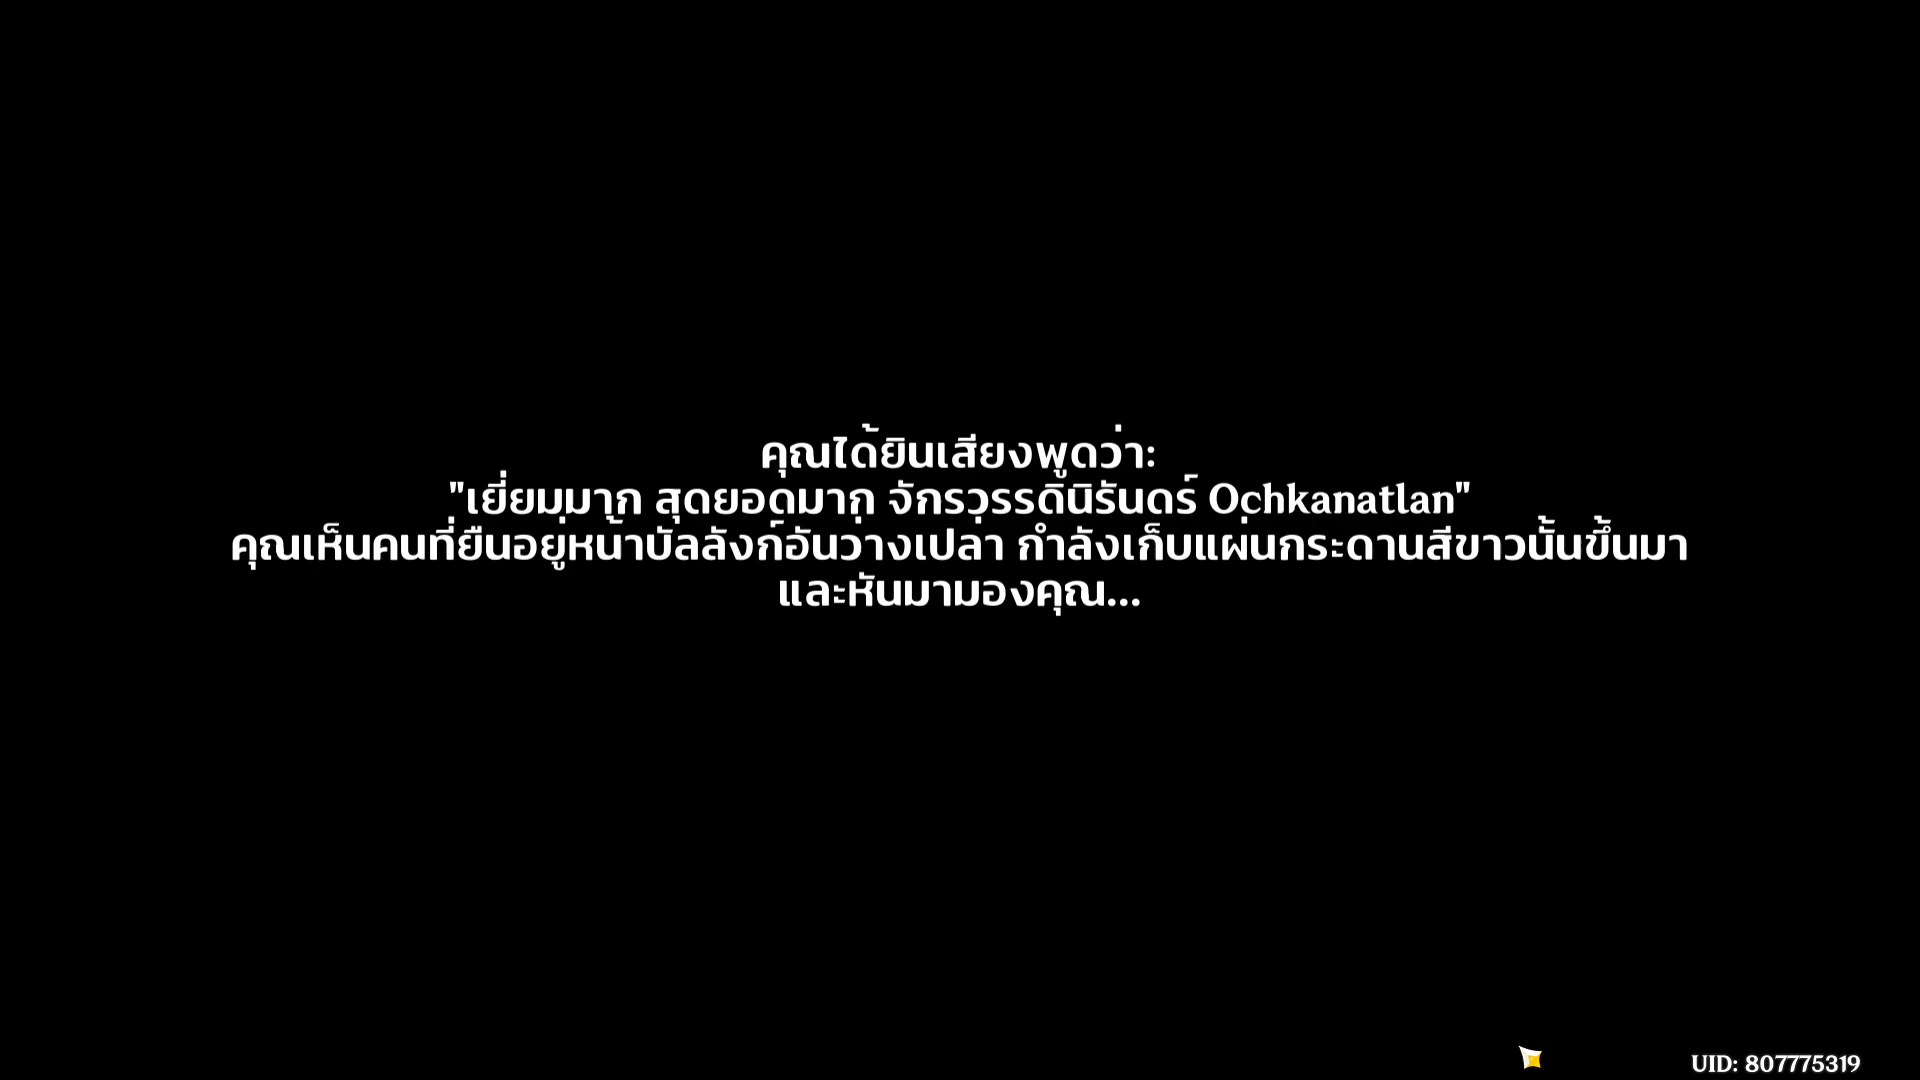 คุณได้ยินเสียงพูดว่า:
"เยี่ยมมาก สุดยอดมาก จักรวรรดินิรันดร์ Ochkanatlan"
คุณเห็นคนที่ยืนอยู่หน้าบัลลังก์อันว่างเปล่า กำลังเก็บแผ่นกระดานสีขาวนั้นขึ้นมา
และหันมามองคุณ...
UID: 807775319